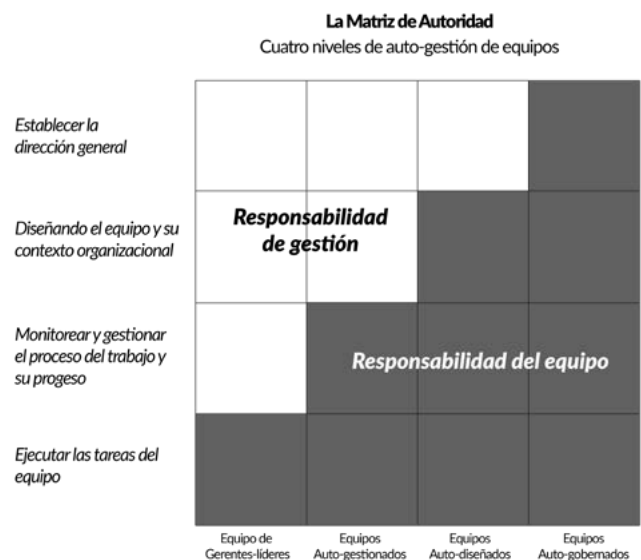 La Matriz de Autoridad
Cuatro niveles de auto-gestión de equipos
Establecer la
dirección general
Diseñando el equipo y su
contexto organizacional
Responsabilidad
de gestión
Monitorear y gestionar
el proceso del trabajo y
su progeso
Responsabilidad del equipo
Ejecutar las tareas del
equipo
Equipo de
Gerentes-líderes
Equipos
Auto-gestionados
Equipos
Auto-diseñados
Equipos
Auto-gobernados